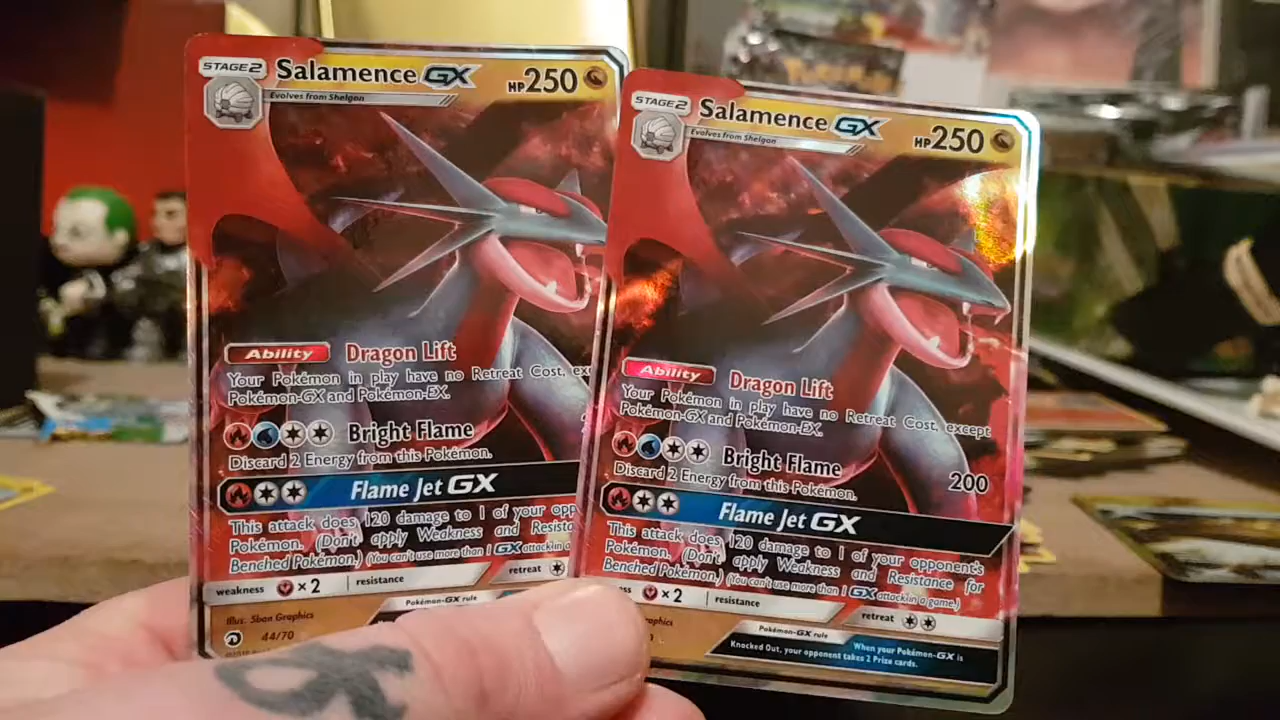 STAGE 2 Salamence GX HP 250
Evolves from Shelgon
Ability Dragon Lift
Your Pokémon in play have no Retreat Cost, exc
Pokémon-GX and Pokémon-EX.
Bright Flame
Discard 2 Energy from this Pokémon.
Flame Jet GX
This attack does 120 damage to 1 of your opp
Pokémon. (Don't apply Weakness and Resista
Benched Pokémon.) (You can't use more than 1 GX attack in a
weakness ×2 resistance retreat
Pokémon-GX rule
Illus. 5ban Graphics
44/70
STAGE 2 Salamence GX HP 250
Evolves from Shelgon
Ability Dragon Lift
Your Pokémon in play have no Retreat Cost, except
Pokémon-GX and Pokémon-EX.
Bright Flame 200
Discard 2 Energy from this Pokémon.
Flame Jet GX
This attack does 120 damage to 1 of your opponent's
Pokémon. (Don't apply Weakness and Resistance for
Benched Pokémon.) (You can't use more than 1 GX attack in a game.)
ss ×2 resistance retreat
raphics
Pokémon-GX rule When your Pokémon-GX is
Knocked Out, your opponent takes 2 Prize cards.